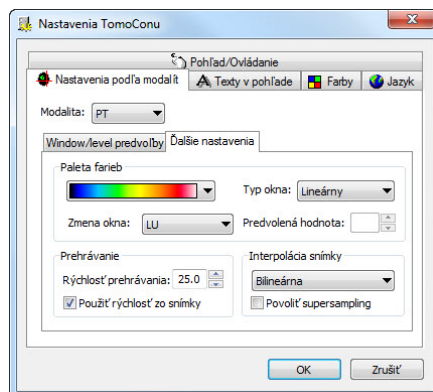 Nastavenia TomoConu
Pohľad/Ovládanie
Nastavenia podľa modalít Texty v pohľade Farby Jazyk
Modalita: PT
Window/level predvoľby Ďalšie nastavenia
Paleta farieb
Typ okna: Lineárny
Zmena okna: LU Predvolená hodnota:
Prehrávanie Interpolácia snímky
Rýchlosť prehrávania: 25.0 Bilineárna
Použiť rýchlosť zo snímky Povoliť supersampling
OK Zrušiť